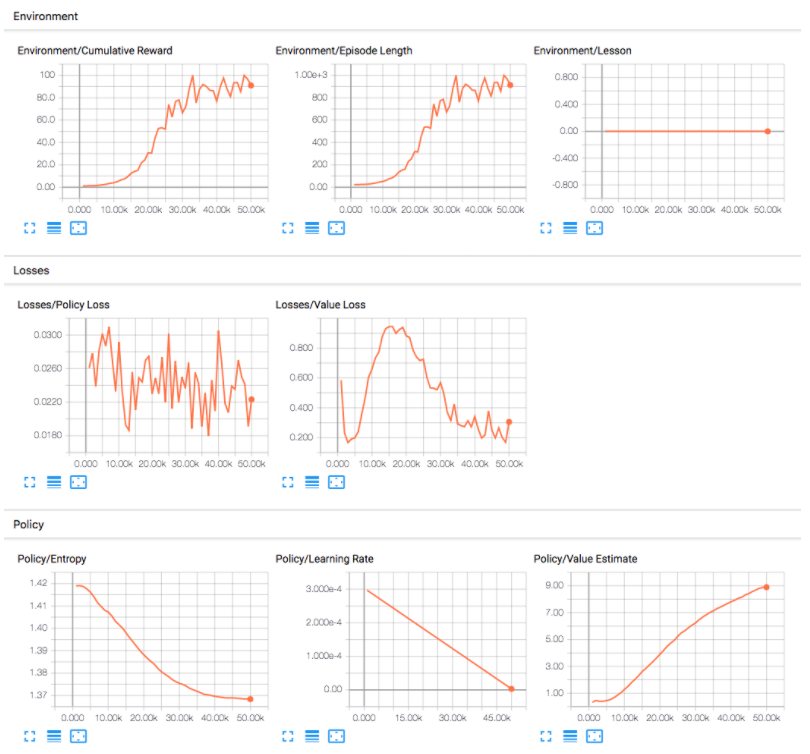 Environment
Environment/Cumulative Reward
100
80.0
60.0
40.0
20.0
0.00
0.000 10.00k 20.00k 30.00k 40.00k 50.00k
Environment/Episode Length
1.00e+3
800
600
400
200
0.00
0.000 10.00k 20.00k 30.00k 40.00k 50.00k
Environment/Lesson
0.800
0.400
0.00
-0.400
-0.800
0.000 10.00k 20.00k 30.00k 40.00k 50.00k
Losses
Losses/Policy Loss
0.0300
0.0260
0.0220
0.0180
0.000 10.00k 20.00k 30.00k 40.00k 50.00k
Losses/Value Loss
0.800
0.600
0.400
0.200
0.000 10.00k 20.00k 30.00k 40.00k 50.00k
Policy
Policy/Entropy
1.42
1.41
1.40
1.39
1.38
1.37
0.000 10.00k 20.00k 30.00k 40.00k 50.00k
Policy/Learning Rate
3.000e-4
2.000e-4
1.000e-4
0.00
0.000 15.00k 30.00k 45.00k
Policy/Value Estimate
9.00
7.00
5.00
3.00
1.00
0.000 10.00k 20.00k 30.00k 40.00k 50.00k